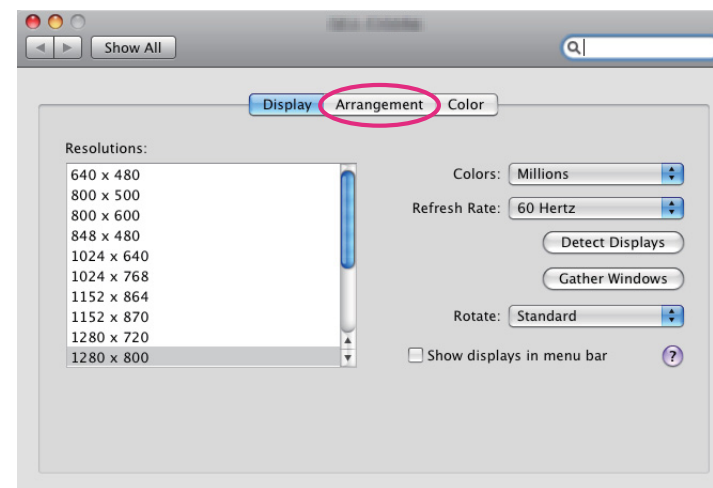 Show All
Display Arrangement Color
Resolutions:
640 x 480
800 x 500
800 x 600
848 x 480
1024 x 640
1024 x 768
1152 x 864
1152 x 870
1280 x 720
1280 x 800
Colors: Millions
Refresh Rate: 60 Hertz
Detect Displays
Gather Windows
Rotate: Standard
Show displays in menu bar ?